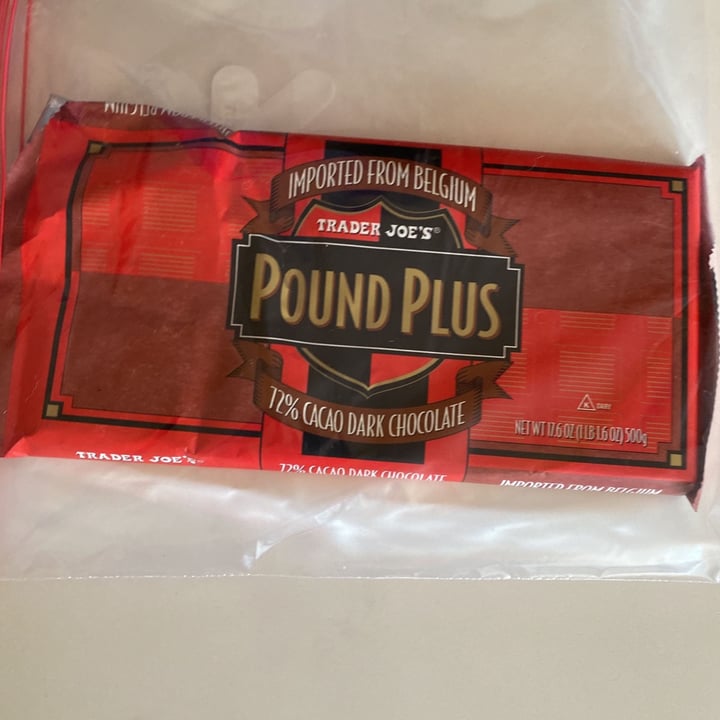 IMPORTED FROM BELGIUM
TRADER JOE'S®
POUND PLUS
72% CACAO DARK CHOCOLATE
K DAIRY
NET WT 17.6 OZ (1 LB 1.6 OZ) 500g
TRADER JOE'S
72% CACAO DARK CHOCOLATE
IMPORTED FROM BELGIUM